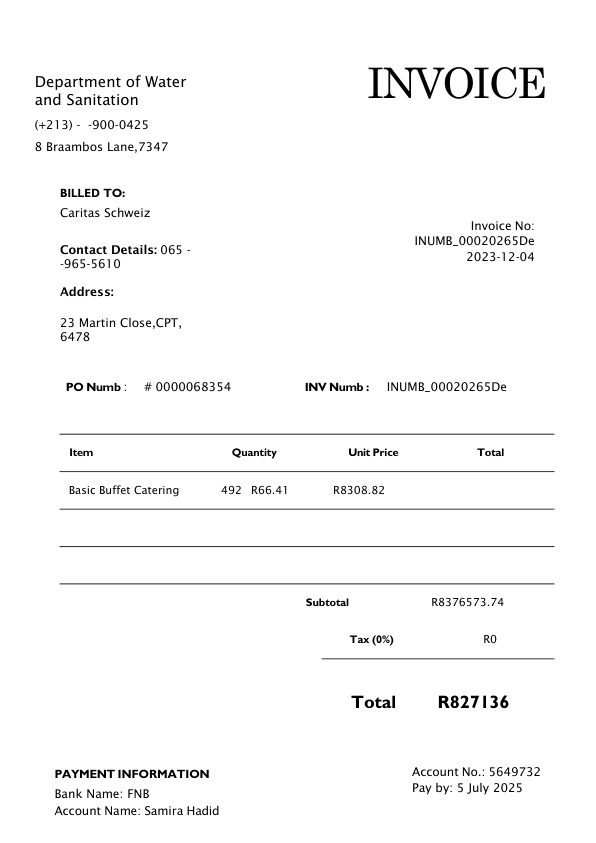 Department of Water
and Sanitation
(+213) -  -900-0425
8 Braambos Lane,7347
INVOICE
BILLED TO:
Caritas Schweiz
Contact Details: 065 -
-965-5610
Address:
23 Martin Close,CPT,
6478
Invoice No:
INUMB_00020265De
2023-12-04
PO Numb : # 0000068354 INV Numb : INUMB_00020265De
Item Quantity Unit Price Total
Basic Buffet Catering 492 R66.41 R8308.82
Subtotal R8376573.74
Tax (0%) R0
Total R827136
PAYMENT INFORMATION
Bank Name: FNB
Account Name: Samira Hadid
Account No.: 5649732
Pay by: 5 July 2025